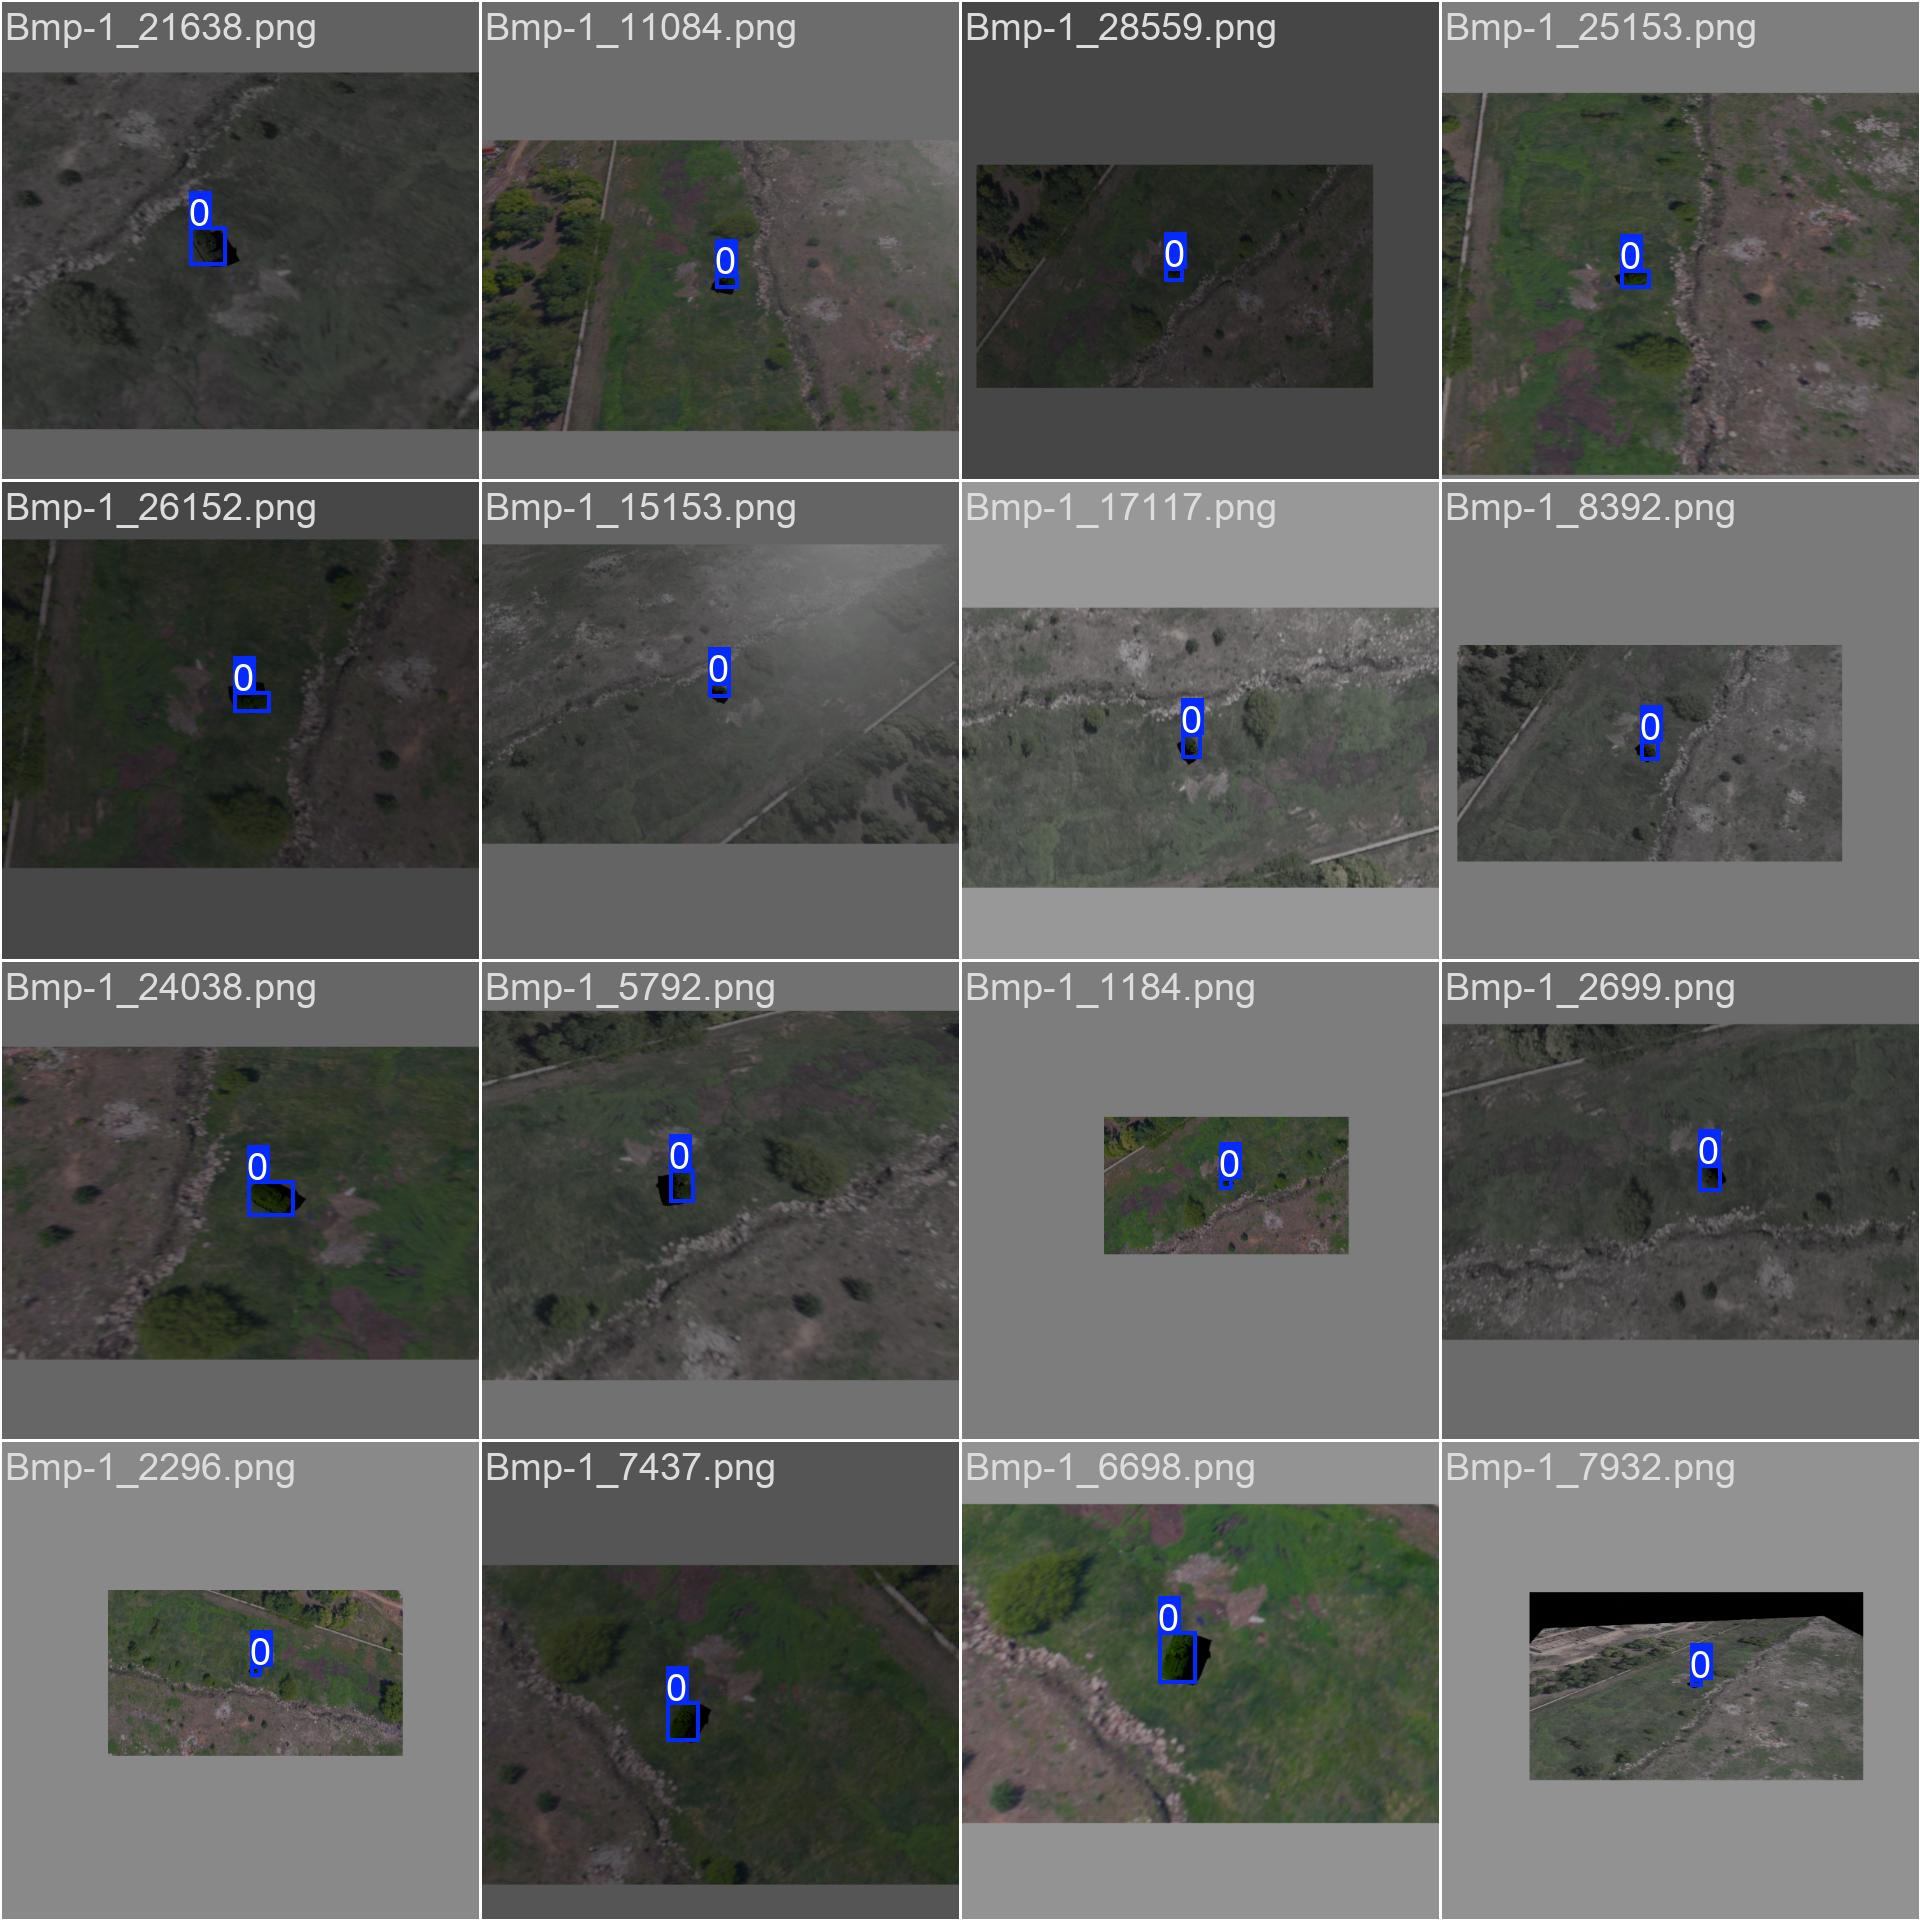 Bmp-1_21638.png
Bmp-1_11084.png
Bmp-1_28559.png
Bmp-1_25153.png
0
0
0
0
Bmp-1_26152.png
Bmp-1_15153.png
Bmp-1_17117.png
Bmp-1_8392.png
0
0
0
0
Bmp-1_24038.png
Bmp-1_5792.png
Bmp-1_1184.png
Bmp-1_2699.png
0
0
0
0
Bmp-1_2296.png
Bmp-1_7437.png
Bmp-1_6698.png
Bmp-1_7932.png
0
0
0
0